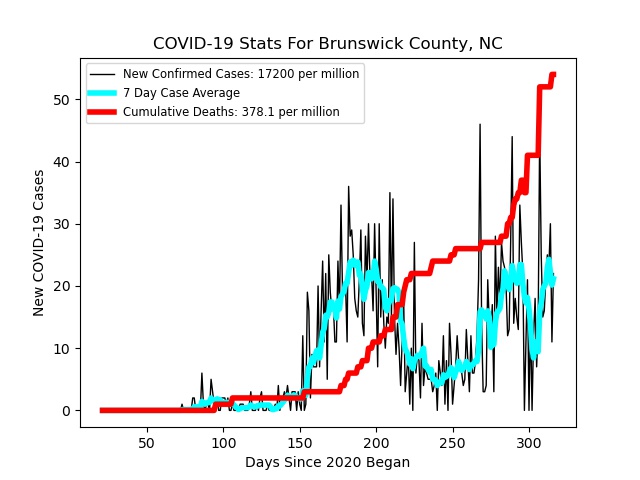 COVID-19 Stats For Brunswick County, NC
New Confirmed Cases: 17200 per million
7 Day Case Average
Cumulative Deaths: 378.1 per million
New COVID-19 Cases
50
40
30
20
10
0
50 100 150 200 250 300
Days Since 2020 Began